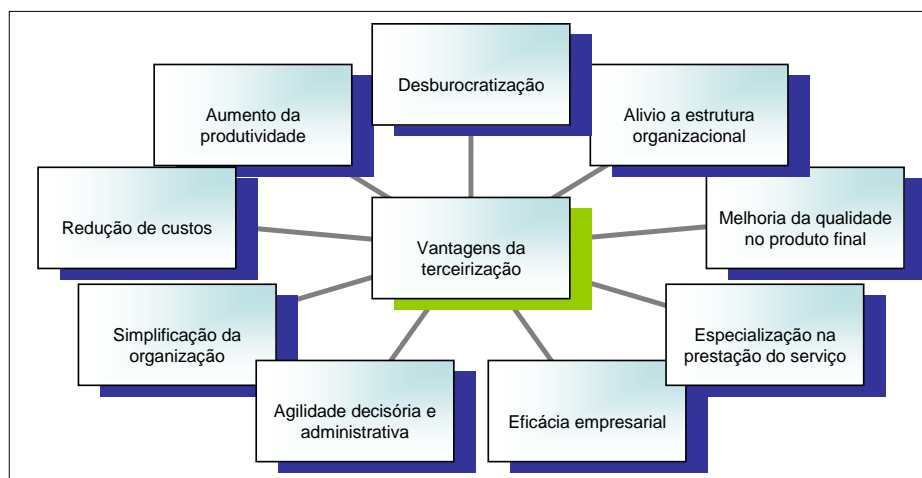 Desburocratização
Alivio a estrutura
organizacional
Melhoria da qualidade
no produto final
Especialização na
prestação do serviço
Eficácia empresarial
Agilidade decisória e
administrativa
Simplificação da
organização
Redução de custos
Aumento da
produtividade
Vantagens da
terceirização